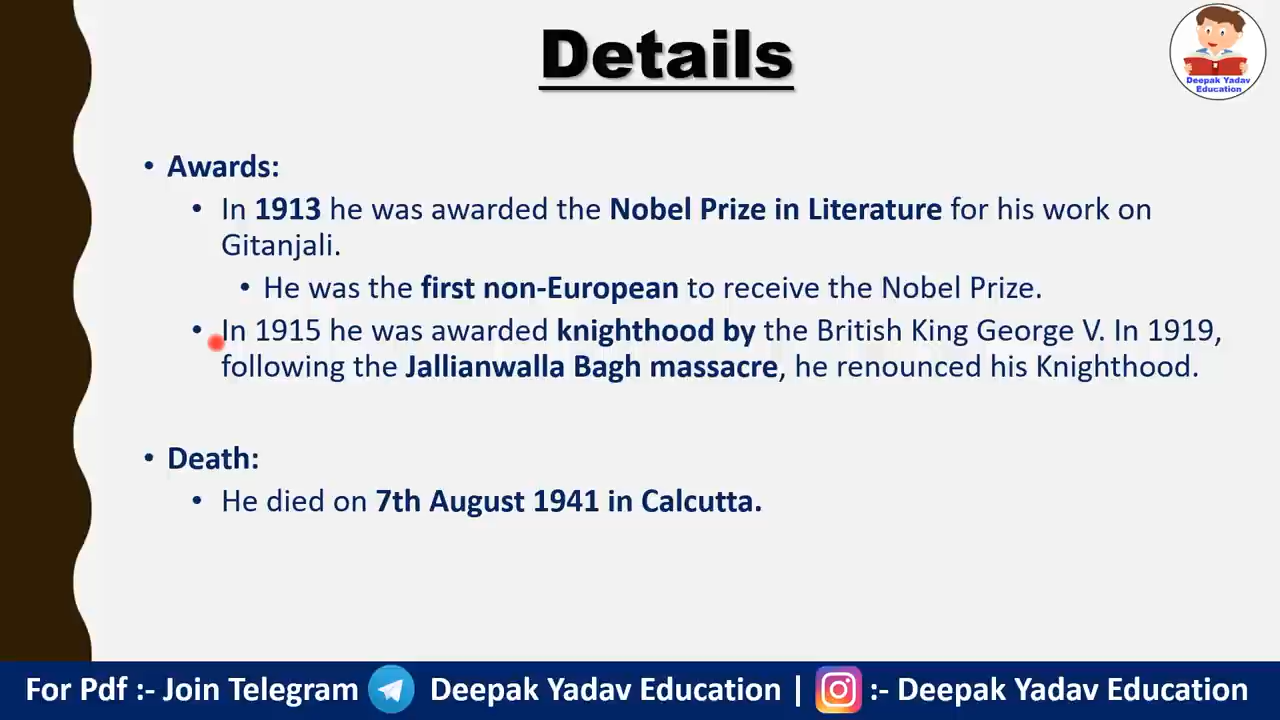 Details
Deepak Yadav
Education
• Awards:
• In 1913 he was awarded the Nobel Prize in Literature for his work on
Gitanjali.
• He was the first non-European to receive the Nobel Prize.
• In 1915 he was awarded knighthood by the British King George V. In 1919,
following the Jallianwalla Bagh massacre, he renounced his Knighthood.
• Death:
• He died on 7th August 1941 in Calcutta.
For Pdf :- Join Telegram Deepak Yadav Education | :- Deepak Yadav Education